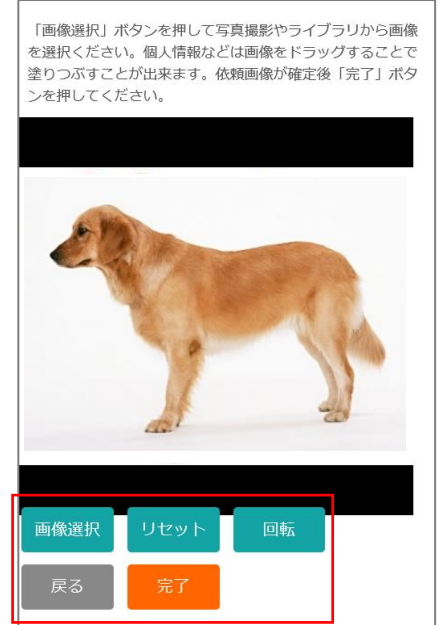 「画像選択」ボタンを押して写真撮影やライブラリから画像
を選択ください。個人情報などは画像をドラッグすることで
塗りつぶすことが出来ます。依頼画像が確定後「完了」ボタ
ンを押してください。
画像選択 リセット 回転
戻る 完了